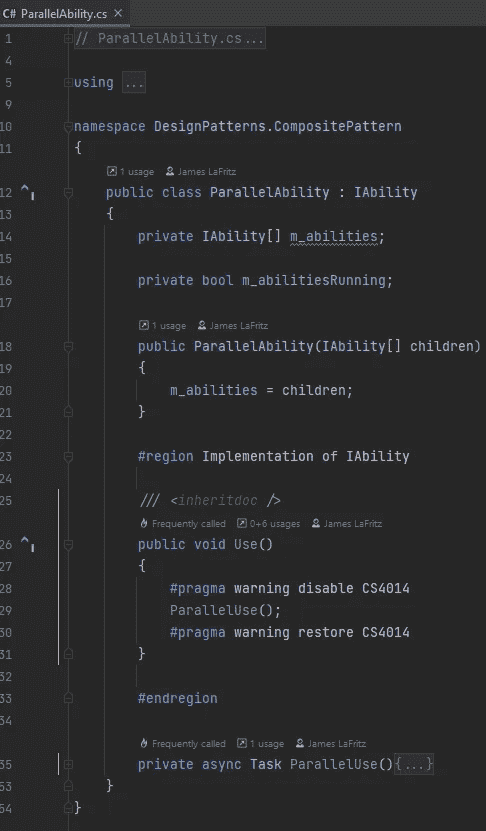 C# ParallelAbility.cs ×
1 // ParallelAbility.cs...
5 using ...
9
10 namespace DesignPatterns.CompositePattern
11 {
1 usage James LaFritz
12 public class ParallelAbility : IAbility
13 {
14 private IAbility[] m_abilities;
15
16 private bool m_abilitiesRunning;
17
1 usage James LaFritz
18 public ParallelAbility(IAbility[] children)
19 {
20 m_abilities = children;
21 }
22
23 #region Implementation of IAbility
24
25 /// <inheritdoc />
Frequently called 0+6 usages James LaFritz
26 public void Use()
27 {
28 #pragma warning disable CS4014
29 ParallelUse();
30 #pragma warning restore CS4014
31 }
32
33 #endregion
34
Frequently called 1 usage James LaFritz
35 private async Task ParallelUse(){...}
53 }
54 }